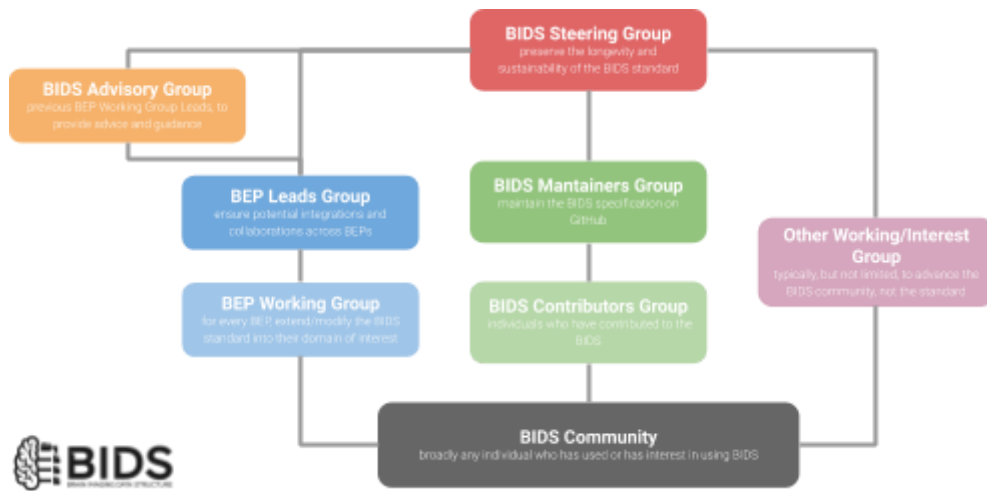 BIDS Steering Group
preserve the longevity and
sustainability of the BIDS standard
BIDS Advisory Group
previous BEP Working Group Leads, to
provide advice and guidance
BEP Leads Group
ensure potential integrations and
collaborations across BEPs
BIDS Mantainers Group
maintain the BIDS specification on
GitHub
Other Working/Interest
Group
typically, but not limited, to advance the
BIDS community, not the standard
BEP Working Group
for every BEP, extend/modify the BIDS
standard into their domain of interest
BIDS Contributors Group
individuals who have contributed to the
BIDS
BIDS Community
broadly any individual who has used or has interest in using BIDS
BIDS
BRAIN IMAGING DATA STRUCTURE